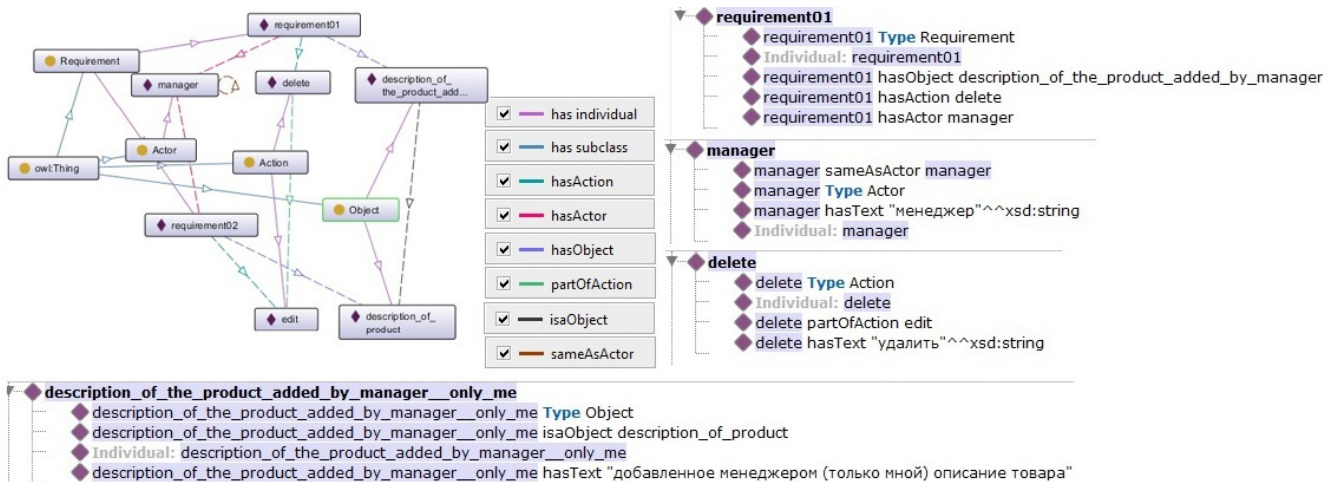 requirement01
Requirement
manager
delete
description_of_
the_product_add...
Actor
Action
owl:Thing
Object
requirement02
edit
description_of_
product
has individual
has subclass
hasAction
hasActor
hasObject
partOfAction
isaObject
sameAsActor
requirement01
requirement01 Type Requirement
Individual: requirement01
requirement01 hasObject description_of_the_product_added_by_manager
requirement01 hasAction delete
requirement01 hasActor manager
manager
manager sameAsActor manager
manager Type Actor
manager hasText "менеджер"^^xsd:string
Individual: manager
delete
delete Type Action
Individual: delete
delete partOfAction edit
delete hasText "удалить"^^xsd:string
description_of_the_product_added_by_manager__only_me
description_of_the_product_added_by_manager__only_me Type Object
description_of_the_product_added_by_manager__only_me isaObject description_of_product
Individual: description_of_the_product_added_by_manager__only_me
description_of_the_product_added_by_manager__only_me hasText "добавленное менеджером (только мной) описание товара"